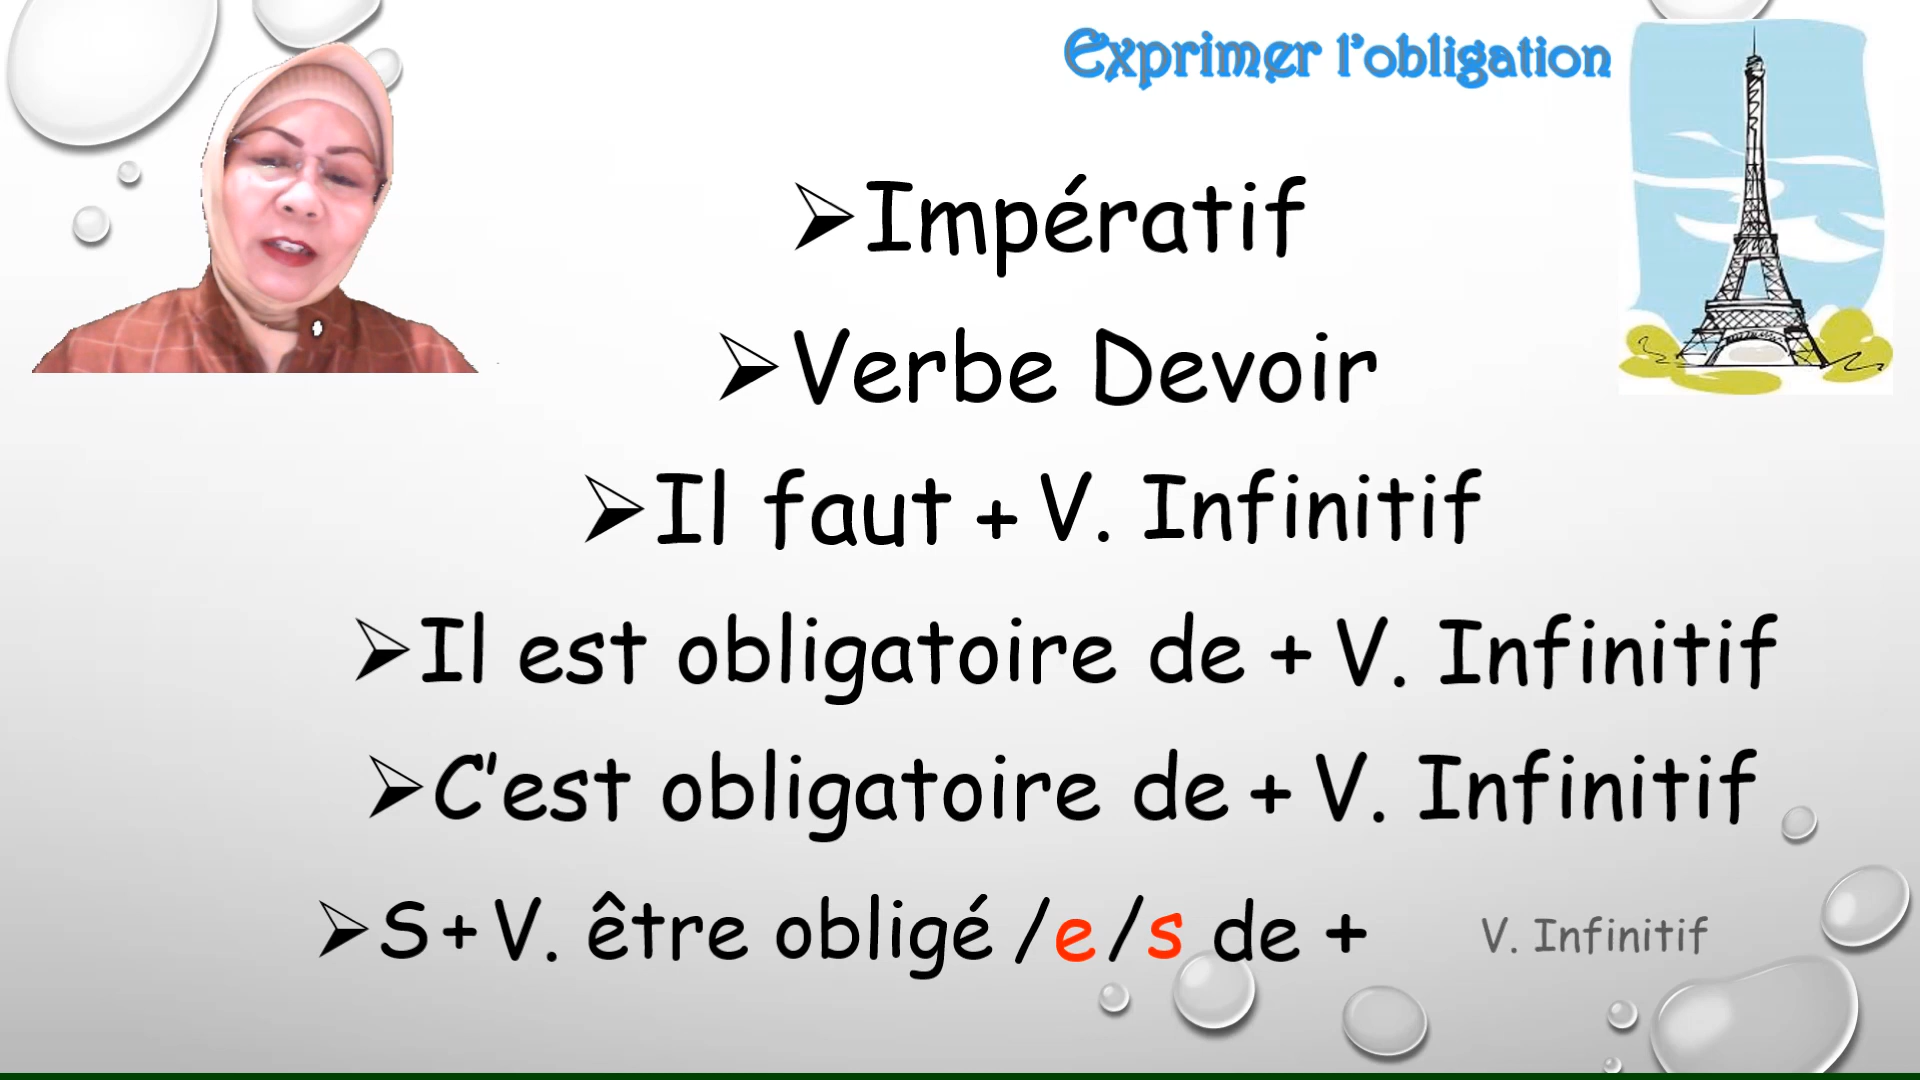 Exprimer l'obligation
➢Impératif
➢Verbe Devoir
➢Il faut + V. Infinitif
➢Il est obligatoire de + V. Infinitif
➢C'est obligatoire de + V. Infinitif
➢S + V. être obligé /e/s de + V. Infinitif